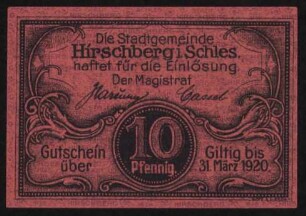 Die Stadtgemeinde
Hirschberg i. Schles.
haftet für die Einlösung
Der Magistrat
10
Pfennig
Gutschein
über
Giltig bis
31. März 1920.